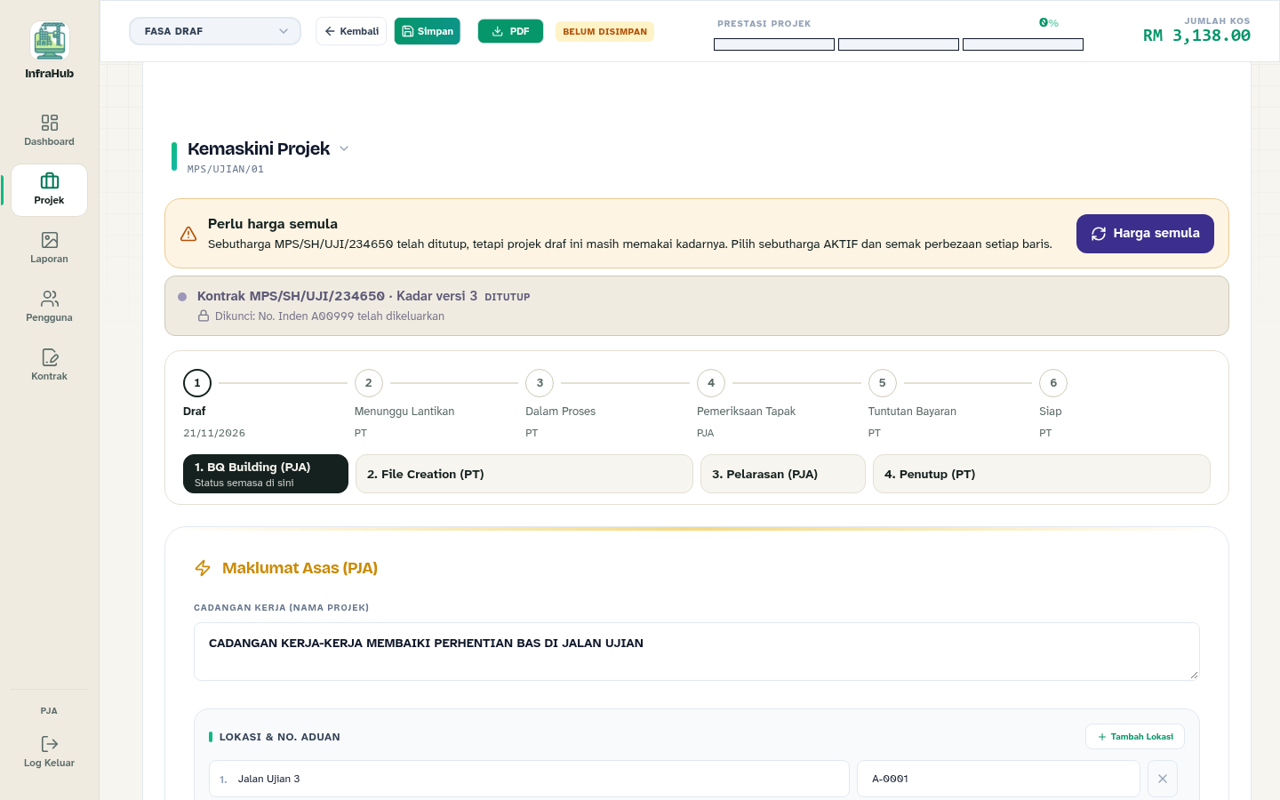 InfraHub
Dashboard
Projek
Laporan
Pengguna
Kontrak
PJA
Log Keluar
FASA DRAF
Kembali
Simpan
PDF
BELUM DISIMPAN
PRESTASI PROJEK
0%
JUMLAH KOS
RM 3,138.00
Kemaskini Projek
MPS/UJIAN/01
Perlu harga semula
Sebutharga MPS/SH/UJI/234650 telah ditutup, tetapi projek draf ini masih memakai kadarnya. Pilih sebutharga AKTIF dan semak perbezaan setiap baris.
Harga semula
Kontrak MPS/SH/UJI/234650 · Kadar versi 3 DITUTUP
Dikunci: No. Inden A00999 telah dikeluarkan
1
2
3
4
5
6
Draf
Menunggu Lantikan
Dalam Proses
Pemeriksaan Tapak
Tuntutan Bayaran
Siap
21/11/2026
PT
PT
PJA
PT
PT
1. BQ Building (PJA)
Status semasa di sini
2. File Creation (PT)
3. Pelarasan (PJA)
4. Penutup (PT)
Maklumat Asas (PJA)
CADANGAN KERJA (NAMA PROJEK)
CADANGAN KERJA-KERJA MEMBAIKI PERHENTIAN BAS DI JALAN UJIAN
LOKASI & NO. ADUAN
+ Tambah Lokasi
1. Jalan Ujian 3
A-0001